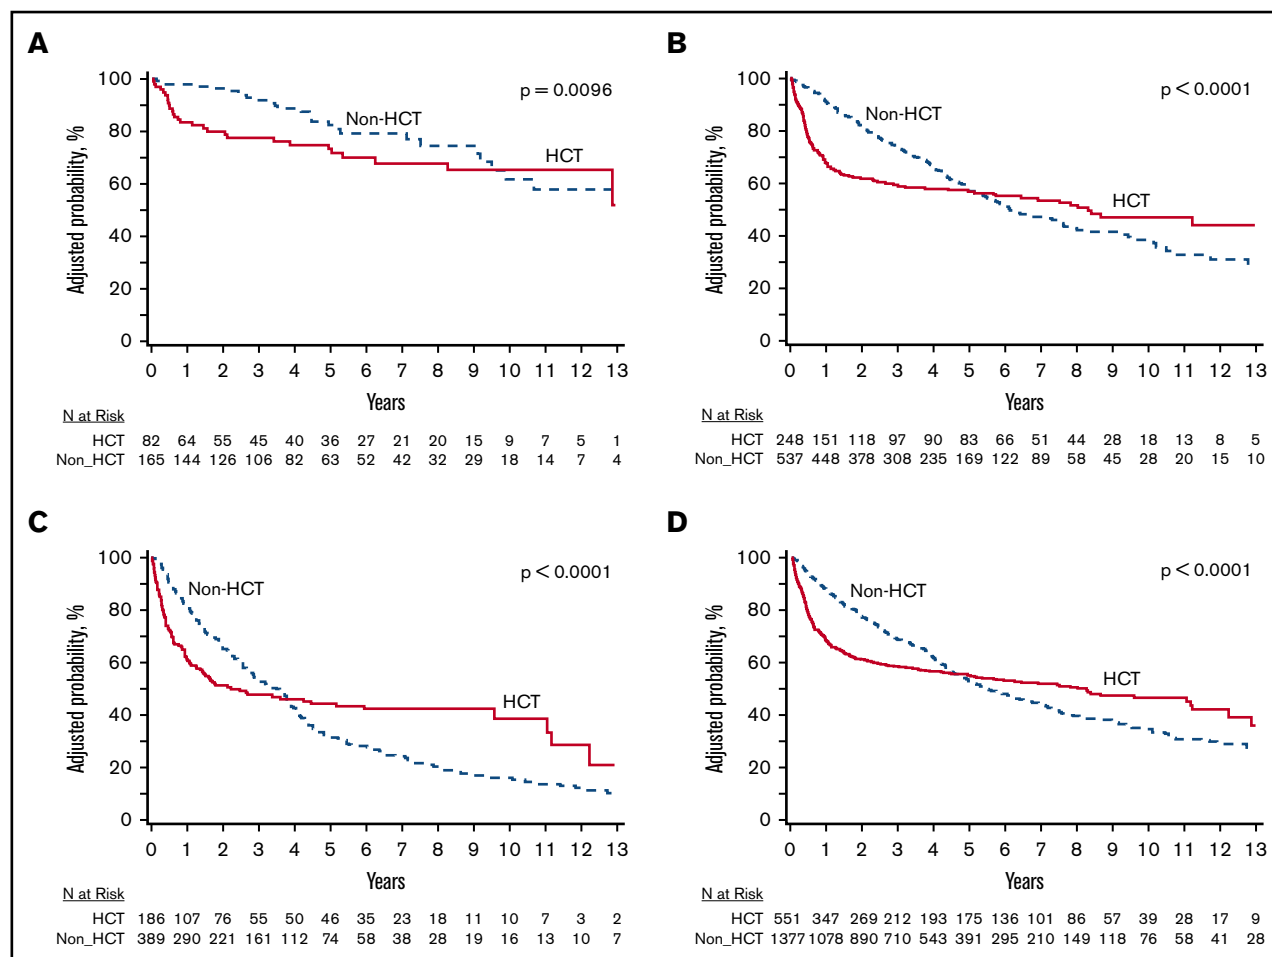 A
p = 0.0096
Non-HCT
HCT
Adjusted probability, %
100
80
60
40
20
0
0 1 2 3 4 5 6 7 8 9 10 11 12 13
Years
N at Risk
HCT 82 64 55 45 40 36 27 21 20 15 9 7 5 1
Non_HCT 165 144 126 106 82 63 52 42 32 29 18 14 7 4
B
p < 0.0001
Non-HCT
HCT
Adjusted probability, %
100
80
60
40
20
0
0 1 2 3 4 5 6 7 8 9 10 11 12 13
Years
N at Risk
HCT 248 151 118 97 90 83 66 51 44 28 18 13 8 5
Non_HCT 537 448 378 308 235 169 122 89 58 45 28 20 15 10
C
p < 0.0001
Non-HCT
HCT
Adjusted probability, %
100
80
60
40
20
0
0 1 2 3 4 5 6 7 8 9 10 11 12 13
Years
N at Risk
HCT 186 107 76 55 50 46 35 23 18 11 10 7 3 2
Non_HCT 389 290 221 161 112 74 58 38 28 19 16 13 10 7
D
p < 0.0001
Non-HCT
HCT
Adjusted probability, %
100
80
60
40
20
0
0 1 2 3 4 5 6 7 8 9 10 11 12 13
Years
N at Risk
HCT 551 347 269 212 193 175 136 101 86 57 39 28 17 9
Non_HCT 1377 1078 890 710 543 391 295 210 149 118 76 58 41 28